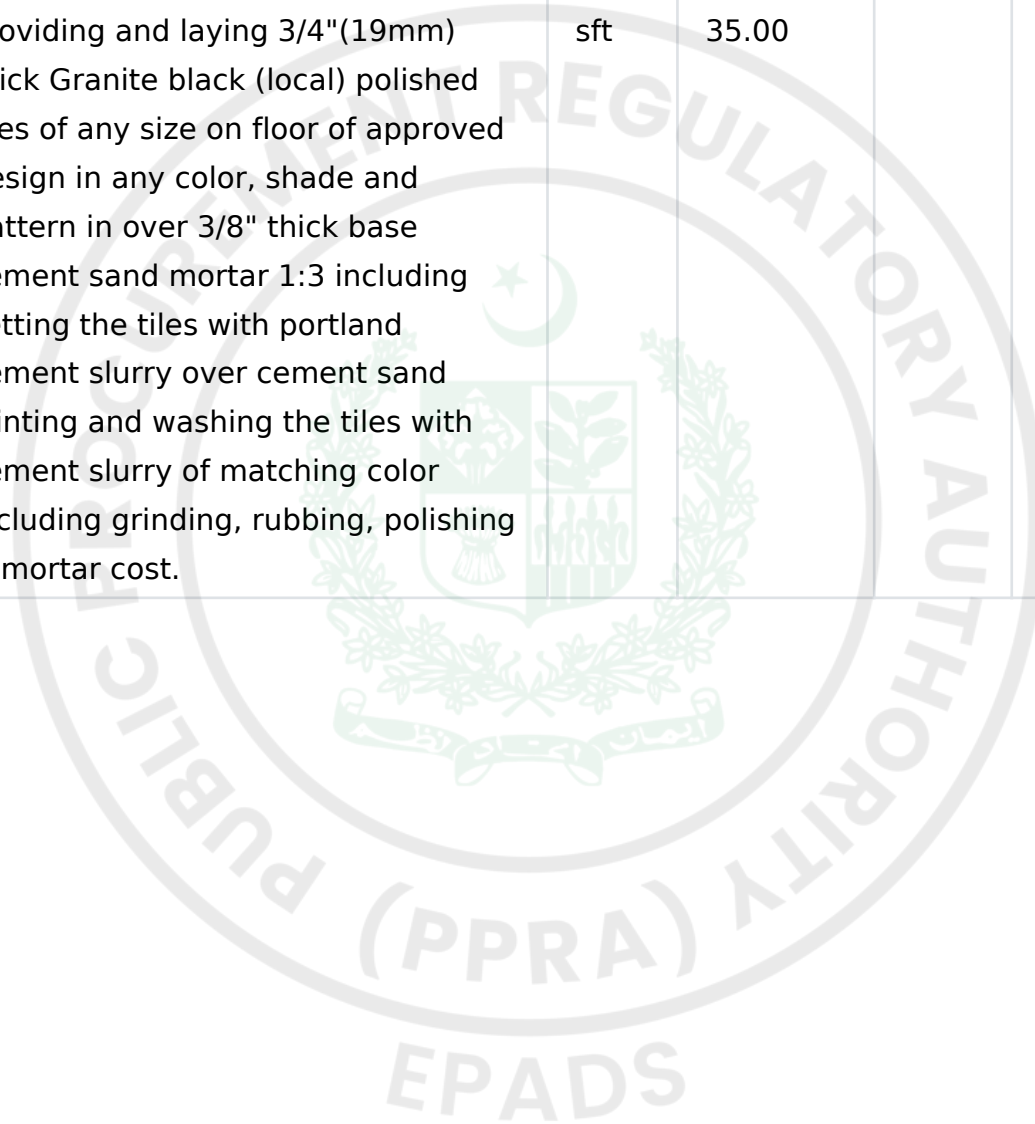 oviding and laying 3/4"(19mm) sft 35.00
ick Granite black (local) polished
es of any size on floor of approved
esign in any color, shade and
attern in over 3/8" thick base
ement sand mortar 1:3 including
etting the tiles with portland
ement slurry over cement sand
inting and washing the tiles with
ement slurry of matching color
cluding grinding, rubbing, polishing
mortar cost.
PUBLIC PROCUREMENT REGULATORY AUTHORITY
(PPRA)
EPADS